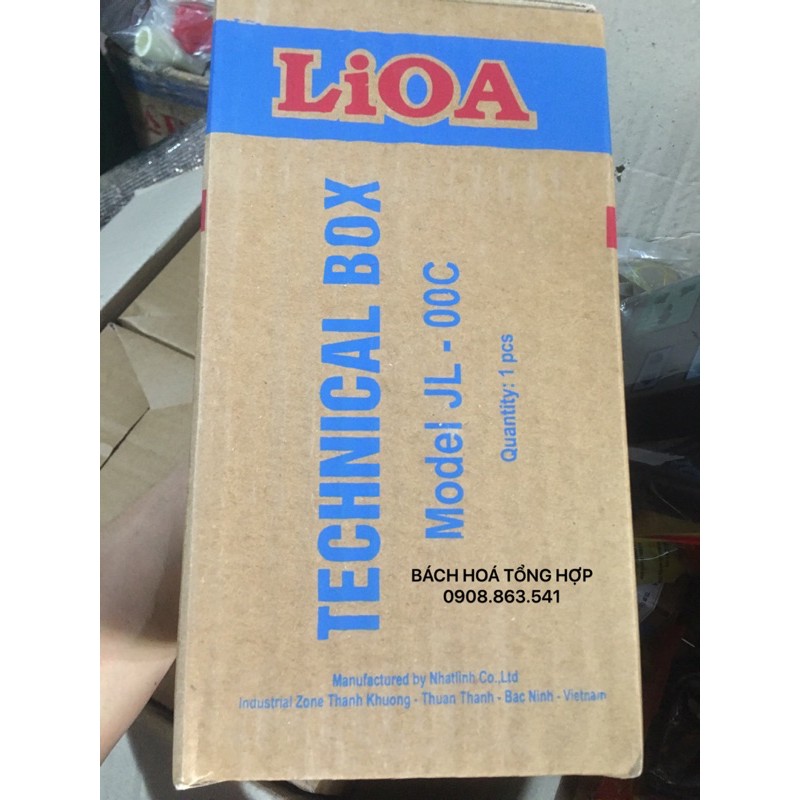 LiOA
TECHNICAL BOX
Model JL - 00C
Quantity: 1 pcs
BÁCH HOÁ TỔNG HỢP
0908.863.541
Manufactured by Nhatlinh Co.,Ltd
Industrial Zone Thanh Khuong - Thuan Thanh - Bac Ninh - Vietnam